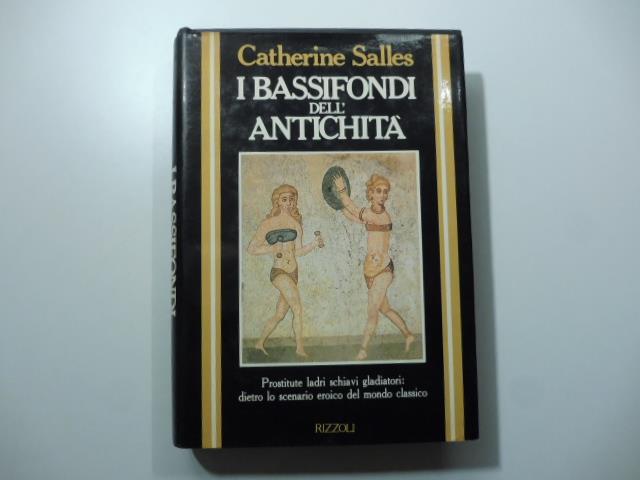 Catherine Salles
I BASSIFONDI
DELL'
ANTICHITÀ
Prostitute ladri schiavi gladiatori:
dietro lo scenario eroico del mondo classico
RIZZOLI
I BASSIFONDI